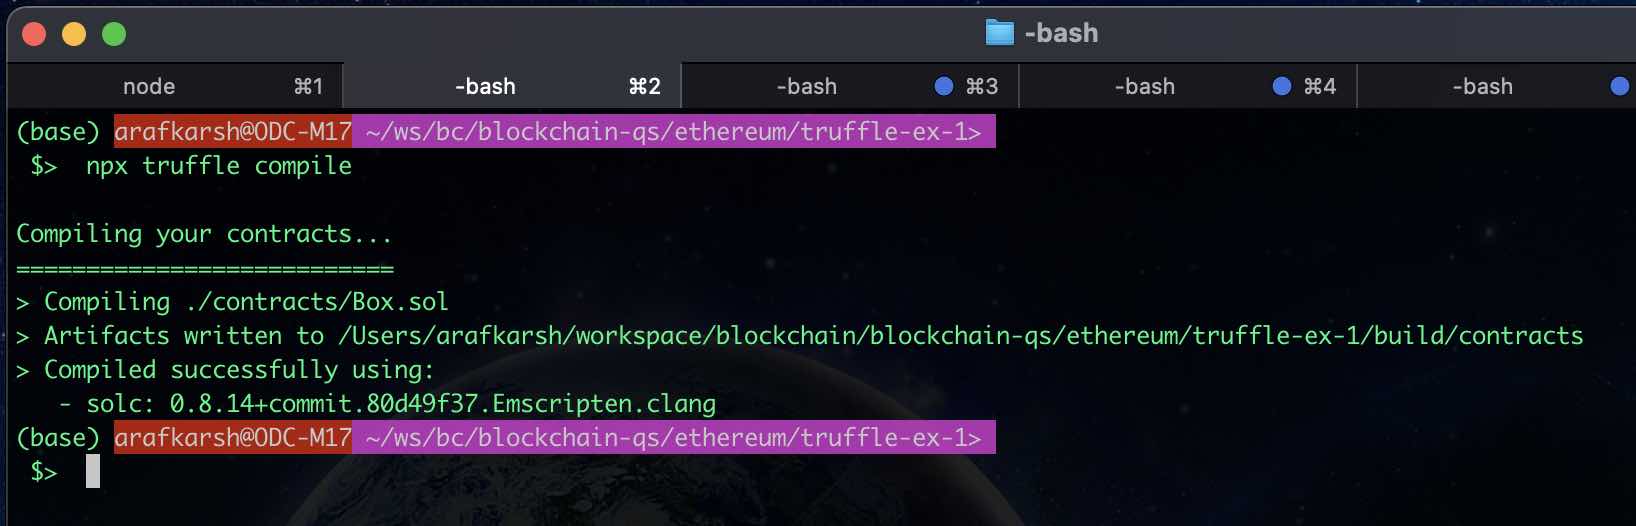 -bash
node ⌘1 -bash ⌘2 -bash ⌘3 -bash ⌘4 -bash
(base) arafkarsh@ODC-M17 ~/ws/bc/blockchain-qs/ethereum/truffle-ex-1>
$> npx truffle compile
Compiling your contracts...
===========================
> Compiling ./contracts/Box.sol
> Artifacts written to /Users/arafkarsh/workspace/blockchain/blockchain-qs/ethereum/truffle-ex-1/build/contracts
> Compiled successfully using:
- solc: 0.8.14+commit.80d49f37.Emscripten.clang
(base) arafkarsh@ODC-M17 ~/ws/bc/blockchain-qs/ethereum/truffle-ex-1>
$>